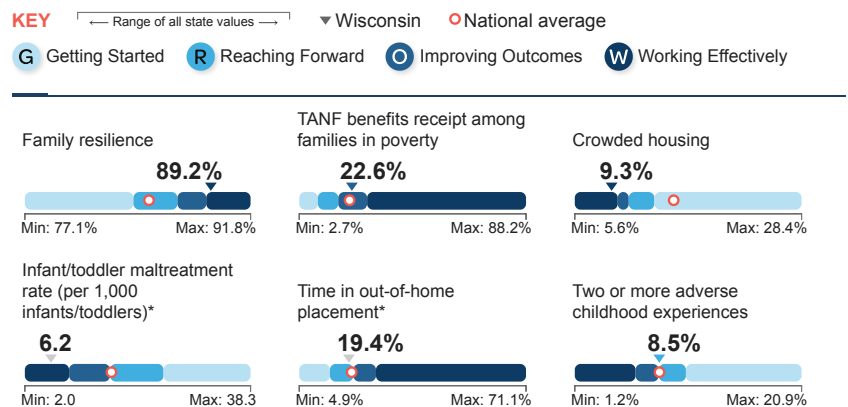 KEY Range of all state values Wisconsin National average
G Getting Started R Reaching Forward O Improving Outcomes W Working Effectively
Family resilience
89.2%
Min: 77.1% Max: 91.8%
TANF benefits receipt among
families in poverty
22.6%
Min: 2.7% Max: 88.2%
Crowded housing
9.3%
Min: 5.6% Max: 28.4%
Infant/toddler maltreatment
rate (per 1,000
infants/toddlers)*
6.2
Min: 2.0 Max: 38.3
Time in out-of-home
placement*
19.4%
Min: 4.9% Max: 71.1%
Two or more adverse
childhood experiences
8.5%
Min: 1.2% Max: 20.9%